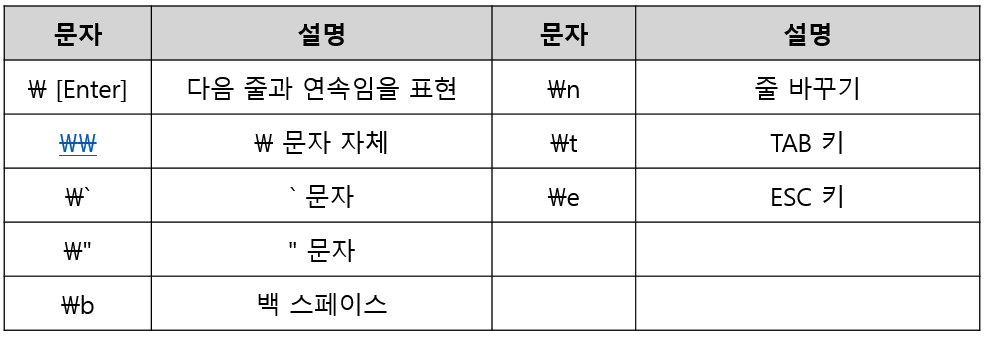 문자 설명 문자 설명
₩ [Enter] 다음 줄과 연속임을 표현 ₩n 줄 바꾸기
₩₩ ₩ 문자 자체 ₩t TAB 키
₩` ` 문자 ₩e ESC 키
₩" " 문자
₩b 백 스페이스